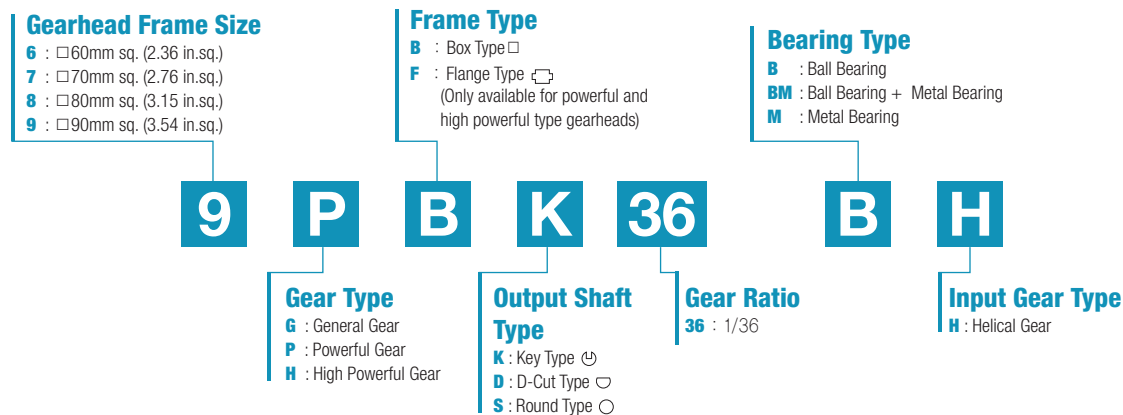 Gearhead Frame Size
6 : □60mm sq. (2.36 in.sq.)
7 : □70mm sq. (2.76 in.sq.)
8 : □80mm sq. (3.15 in.sq.)
9 : □90mm sq. (3.54 in.sq.)
Frame Type
B : Box Type□
F : Flange Type
(Only available for powerful and
high powerful type gearheads)
Bearing Type
B : Ball Bearing
BM : Ball Bearing + Metal Bearing
M : Metal Bearing
9 P B K 36 B H
Gear Type
G : General Gear
P : Powerful Gear
H : High Powerful Gear
Output Shaft
Type
K : Key Type
D : D-Cut Type
S : Round Type ○
Gear Ratio
36 : 1/36
Input Gear Type
H : Helical Gear